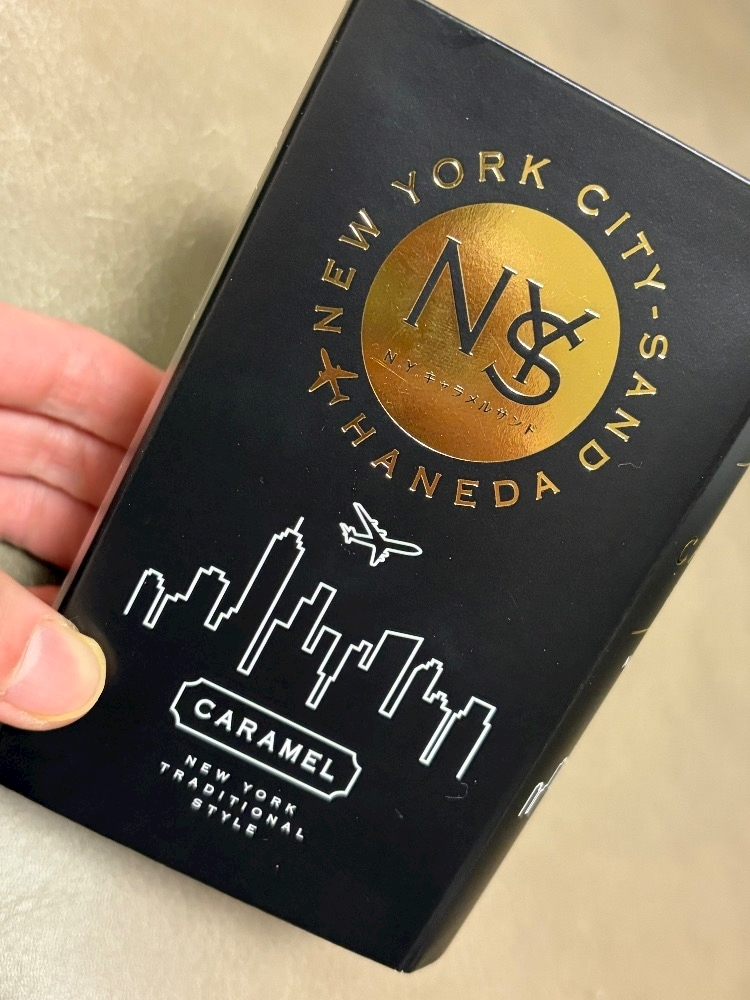 NEW YORK CITY-SAND
NYS
N.Y.キャラメルサンド
HANEDA
CARAMEL
NEW YORK
TRADITIONAL
STYLE